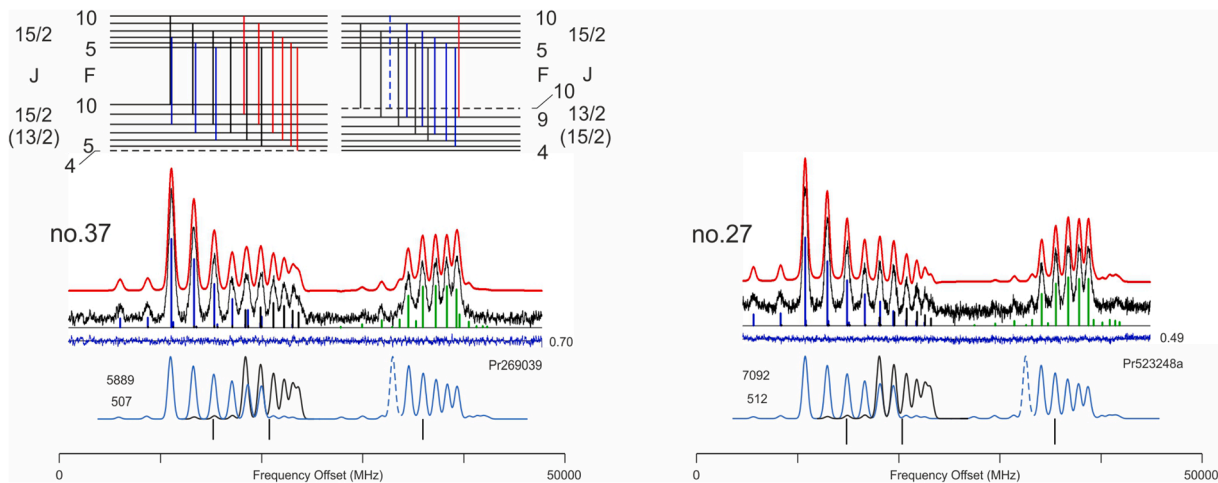 10 10
15/2 15/2
5 5
J F F J
10
10 9 13/2
15/2
(13/2) (15/2)
5 4
4
no.37 no.27
0.70 0.49
Pr269039 Pr523248a
5889 7092
507 512
0 50000 0 50000
Frequency Offset (MHz) Frequency Offset (MHz)